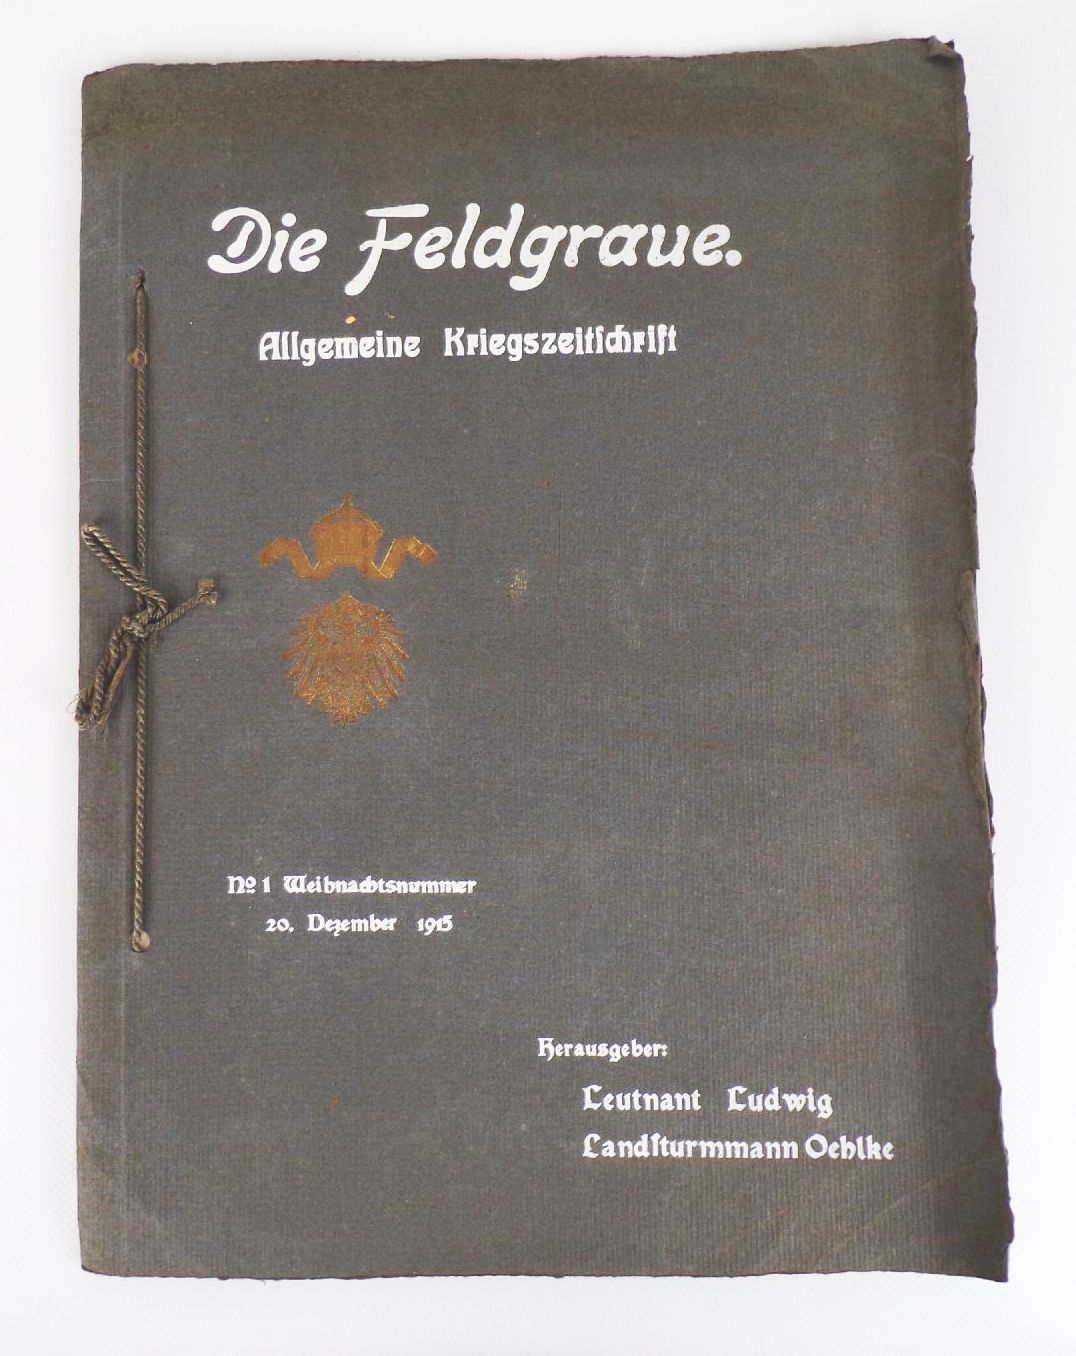 Die Feldgraue.
Allgemeine Kriegszeitſchrift
No 1 Weihnachtsnummer
20. Dezember 1915
Herausgeber:
Leutnant Ludwig
Landſturmmann Oehlke